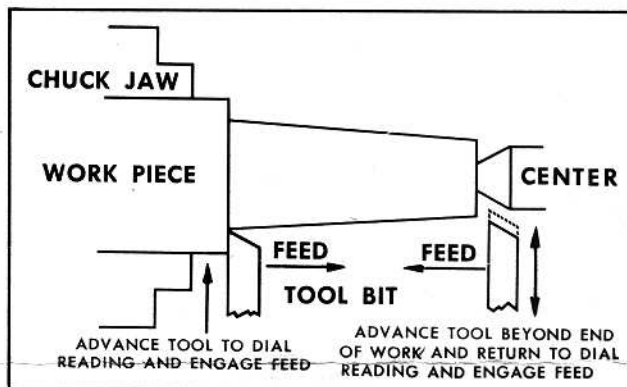 CHUCK JAW
WORK PIECE
CENTER
FEED
FEED
TOOL BIT
ADVANCE TOOL TO DIAL
READING AND ENGAGE FEED
ADVANCE TOOL BEYOND END
OF WORK AND RETURN TO DIAL
READING AND ENGAGE FEED